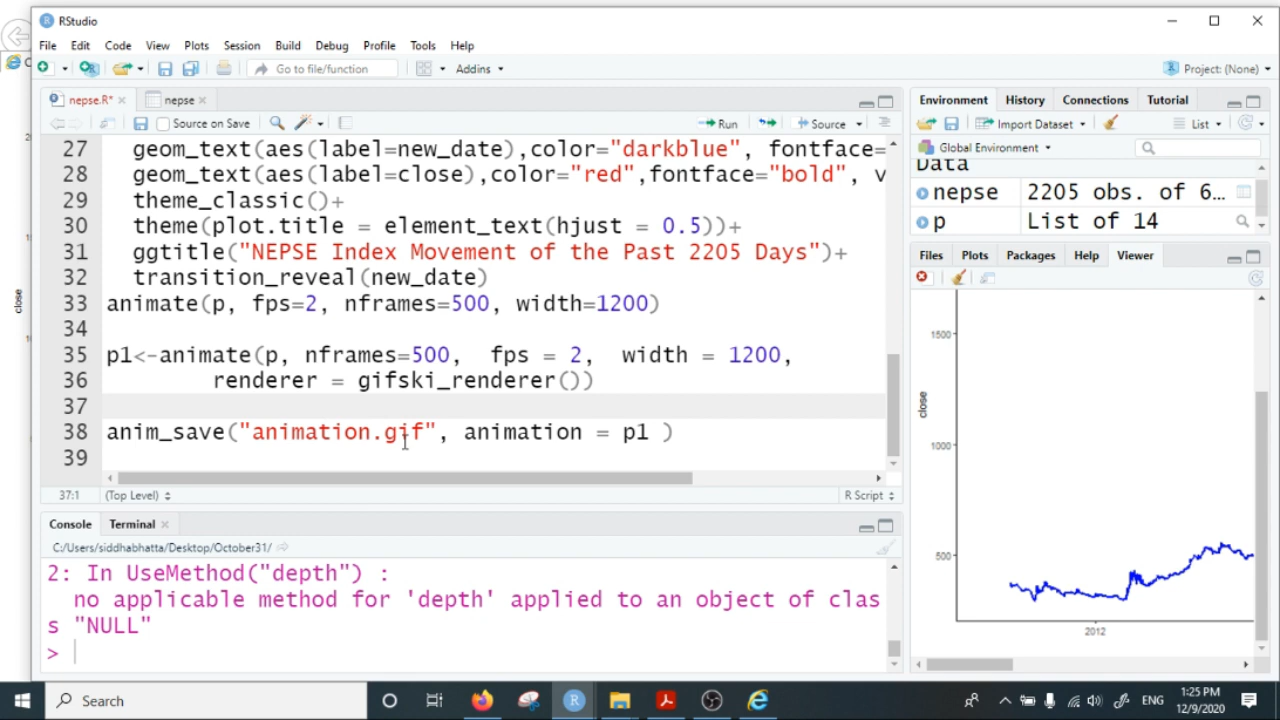 RStudio
File Edit Code View Plots Session Build Debug Profile Tools Help
Go to file/function Addins Project: (None)
nepse.R* nepse
Source on Save Run Source
27 geom_text(aes(label=new_date),color="darkblue", fontface=
28 geom_text(aes(label=close),color="red",fontface="bold", v
29 theme_classic()+
30 theme(plot.title = element_text(hjust = 0.5))+
31 ggtitle("NEPSE Index Movement of the Past 2205 Days")+
32 transition_reveal(new_date)
33 animate(p, fps=2, nframes=500, width=1200)
34
35 p1<-animate(p, nframes=500, fps = 2, width = 1200,
36 renderer = gifski_renderer())
37
38 anim_save("animation.gif", animation = p1 )
39
37:1 (Top Level) R Script
Console Terminal
C:/Users/siddhabhatta/Desktop/October31/
2: In UseMethod("depth") :
no applicable method for 'depth' applied to an object of clas
s "NULL"
>
Environment History Connections Tutorial
Import Dataset List
Global Environment
Data
nepse 2205 obs. of 6…
p List of 14
Files Plots Packages Help Viewer
1500
1000
500
close
2012
close
Search
ENG
1:25 PM
12/9/2020